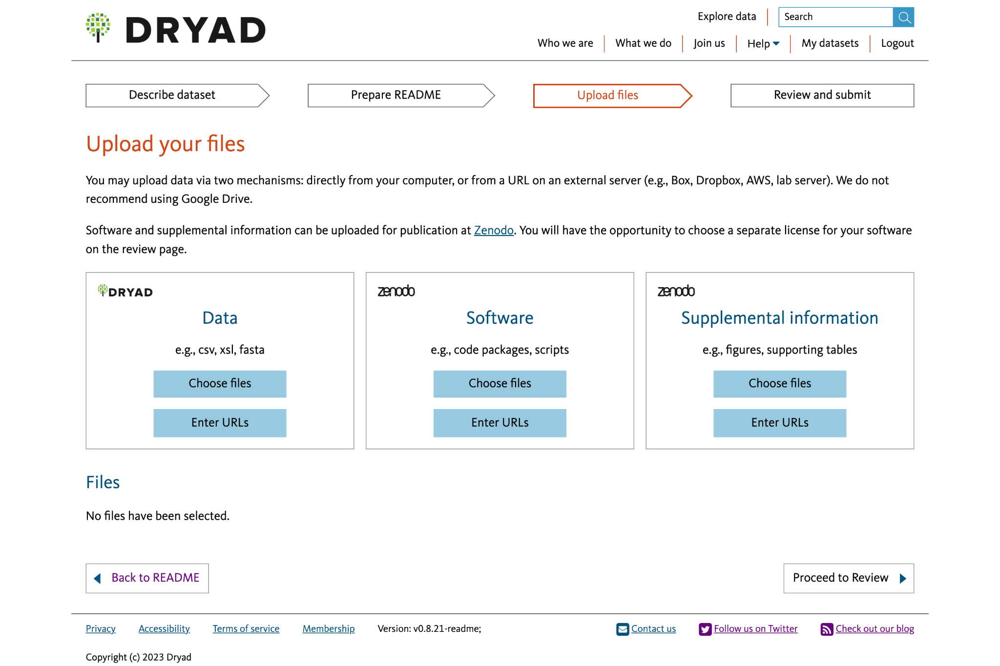 DRYAD
Explore data
Search
Who we are
What we do
Join us
Help
My datasets
Logout
Describe dataset
Prepare README
Upload files
Review and submit
Upload your files
You may upload data via two mechanisms: directly from your computer, or from a URL on an external server (e.g., Box, Dropbox, AWS, lab server). We do not
recommend using Google Drive.
Software and supplemental information can be uploaded for publication at Zenodo. You will have the opportunity to choose a separate license for your software
on the review page.
DRYAD
Data
e.g., csv, xsl, fasta
Choose files
Enter URLs
zenodo
Software
e.g., code packages, scripts
Choose files
Enter URLs
zenodo
Supplemental information
e.g., figures, supporting tables
Choose files
Enter URLs
Files
No files have been selected.
Back to README
Proceed to Review
Privacy
Accessibility
Terms of service
Membership
Version: v0.8.21-readme;
Contact us
Follow us on Twitter
Check out our blog
Copyright (c) 2023 Dryad